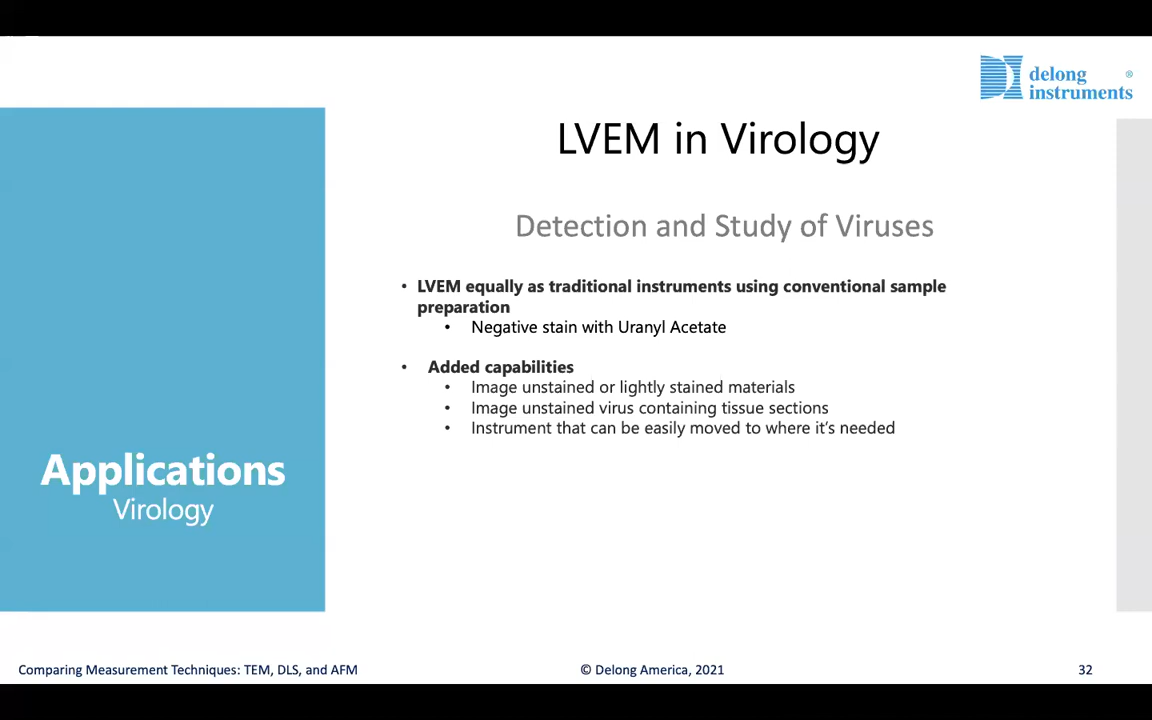 delong ®
instruments
LVEM in Virology
Detection and Study of Viruses
• LVEM equally as traditional instruments using conventional sample
preparation
• Negative stain with Uranyl Acetate
• Added capabilities
• Image unstained or lightly stained materials
• Image unstained virus containing tissue sections
• Instrument that can be easily moved to where it’s needed
Applications
Virology
Comparing Measurement Techniques: TEM, DLS, and AFM
© Delong America, 2021
32